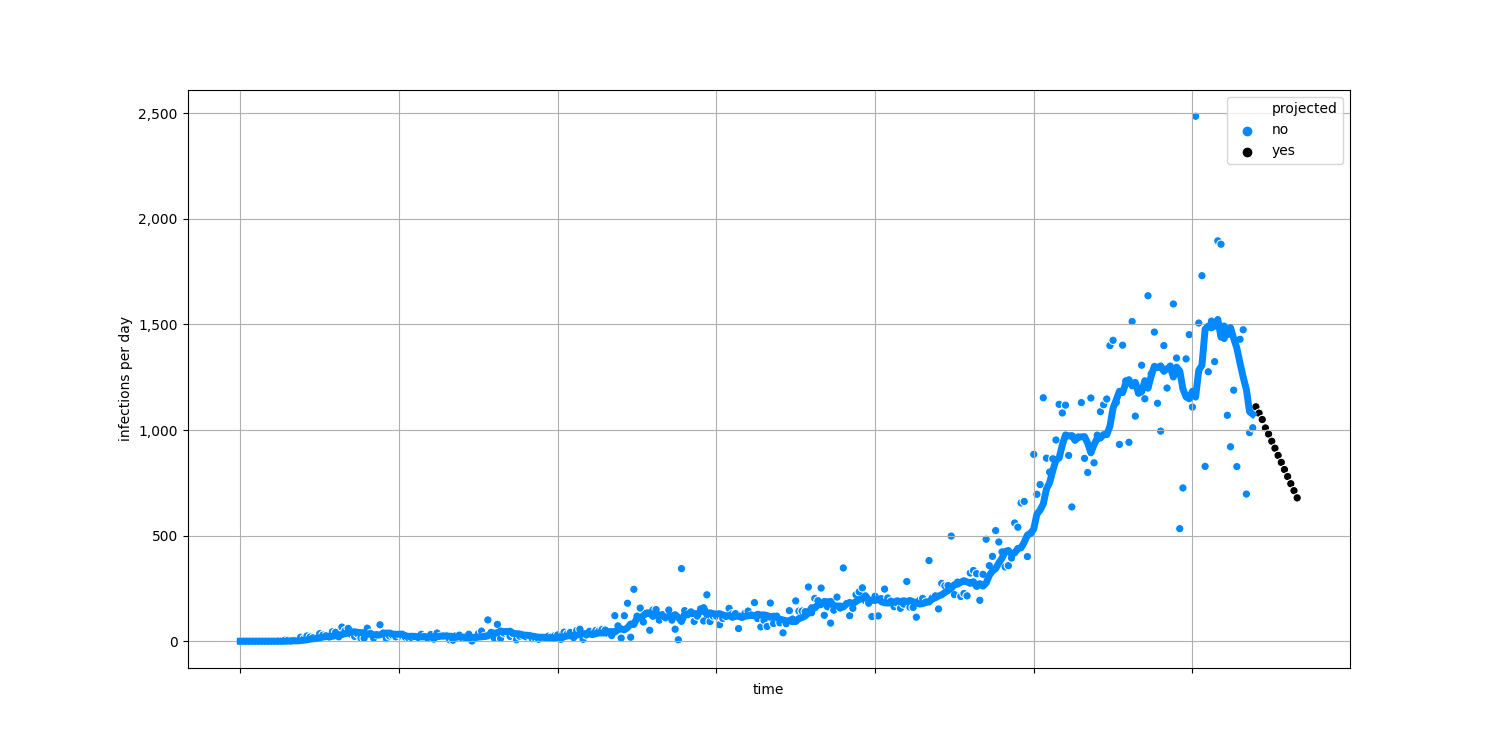 2,500
2,000
1,500
1,000
500
0
infections per day
time
projected
no
yes